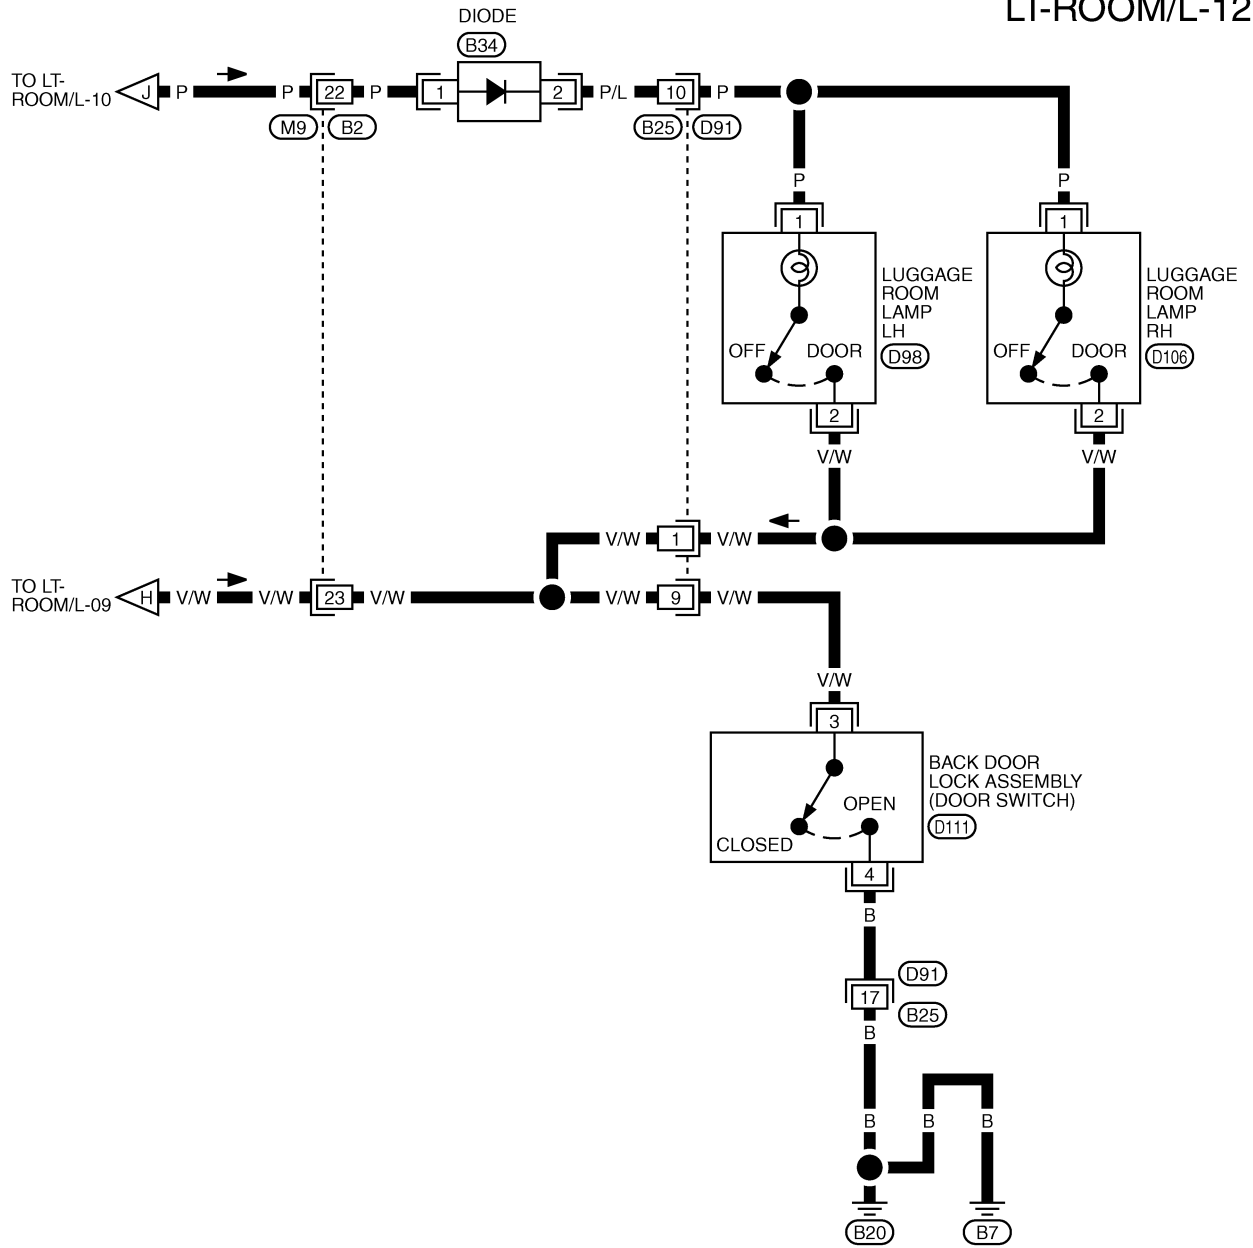 LT-ROOM/L-12
DIODE
B34
TO LT-
ROOM/L-10
J P P 22 P 1 2 P/L 10 P
M9 B2 B25 D91
P P
1 1
LUGGAGE
ROOM
LAMP
LH
D98
OFF DOOR
LUGGAGE
ROOM
LAMP
RH
D106
OFF DOOR
2 2
V/W V/W
V/W 1 V/W
TO LT-
ROOM/L-09
H V/W V/W 23 V/W V/W 9 V/W
V/W
3
BACK DOOR
LOCK ASSEMBLY
(DOOR SWITCH)
D111
OPEN
CLOSED
4
B
D91
17
B25
B
B B B
B20 B7